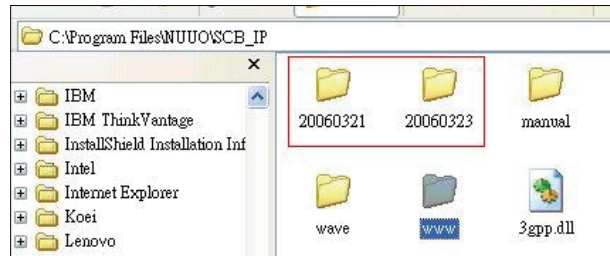 C:\Program Files\NUUO\SCB_IP
IBM
IBM ThinkVantage
InstallShield Installation Inf
Intel
Internet Explorer
Koei
Lenovo
20060321
20060323
manual
wave
www
3gpp.dll